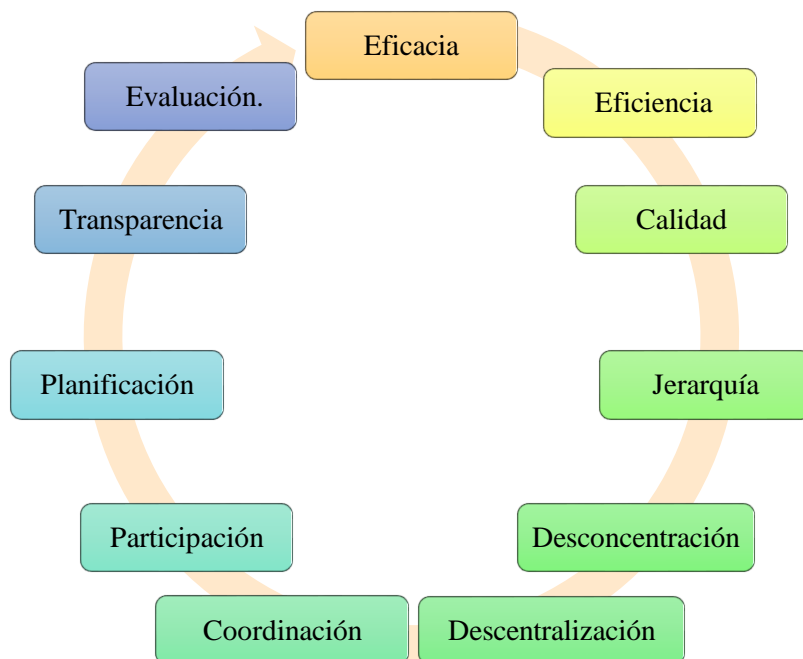 Eficacia
Eficiencia
Calidad
Jerarquía
Desconcentración
Descentralización
Coordinación
Participación
Planificación
Transparencia
Evaluación.